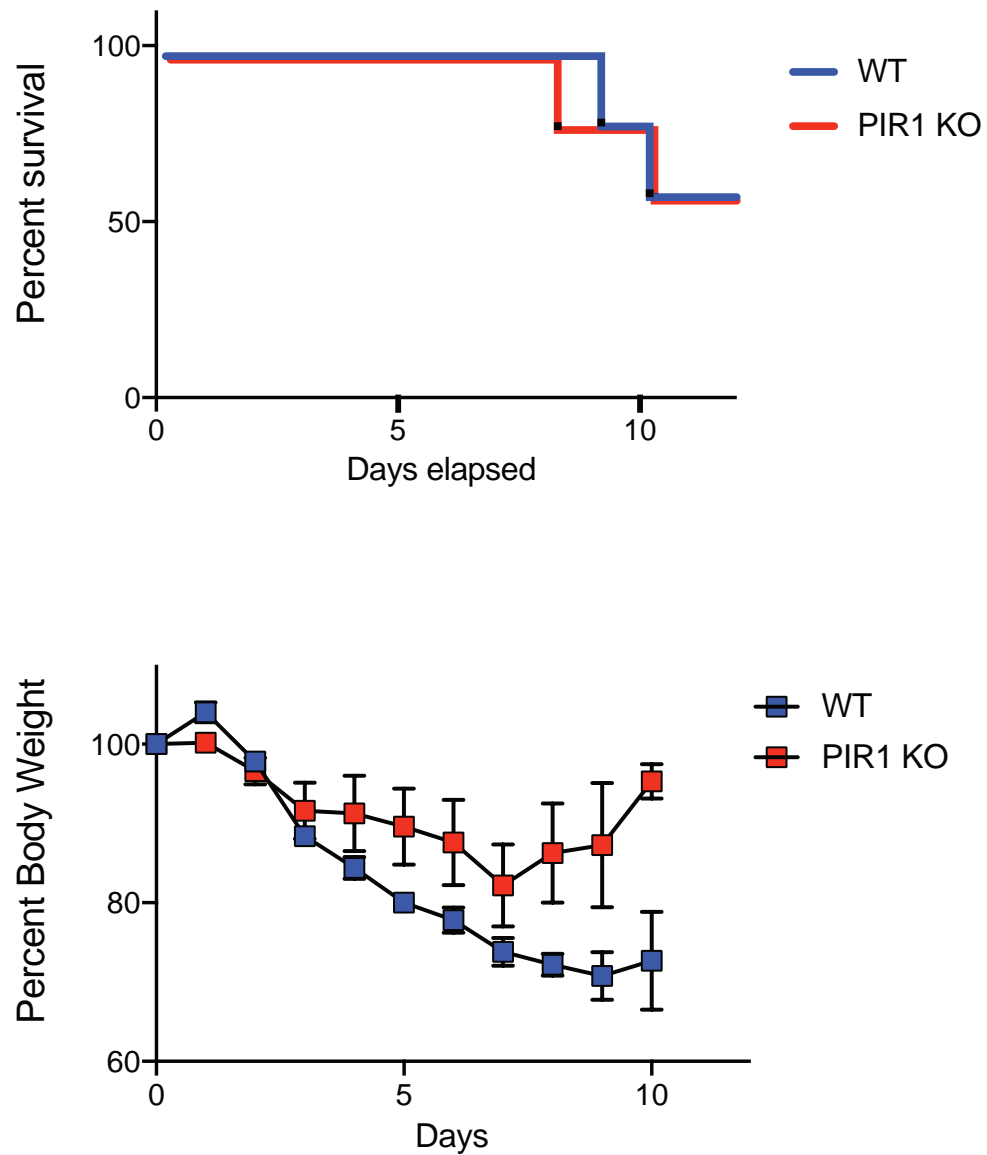 Percent survival
100
50
0
0
5
10
Days elapsed
WT
PIR1 KO
Percent Body Weight
100
80
60
0
5
10
Days
WT
PIR1 KO